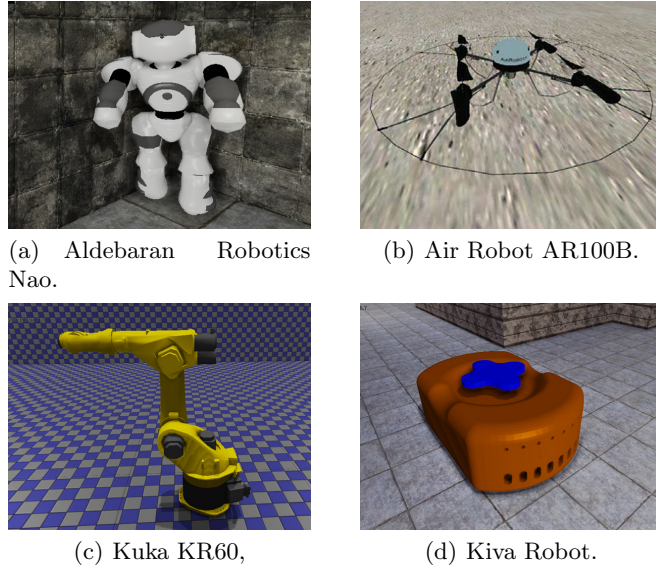 (a) Aldebaran Robotics
Nao.
(b) Air Robot AR100B.
(c) Kuka KR60,
(d) Kiva Robot.